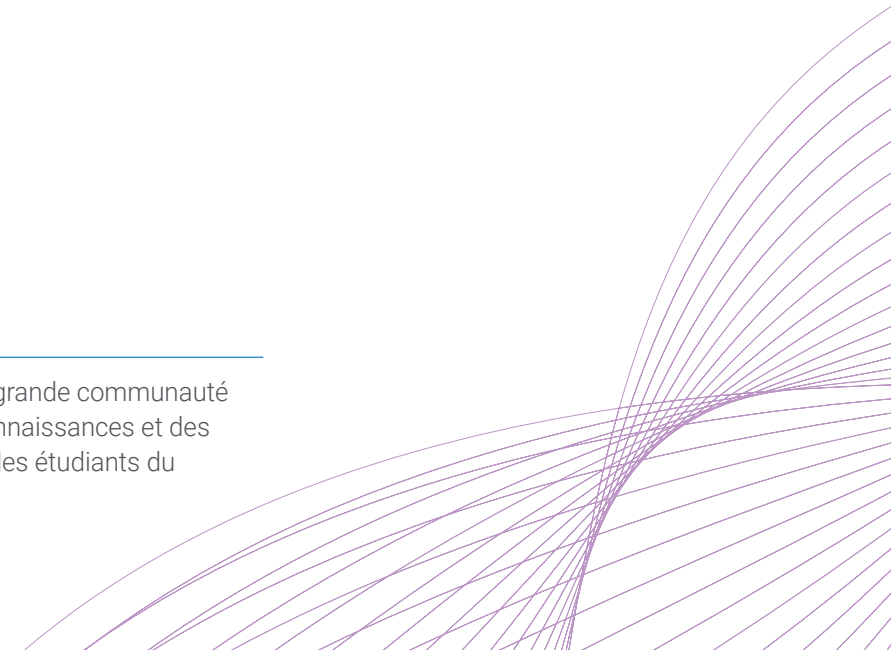 grande communauté
nnaissances et des
les étudiants du